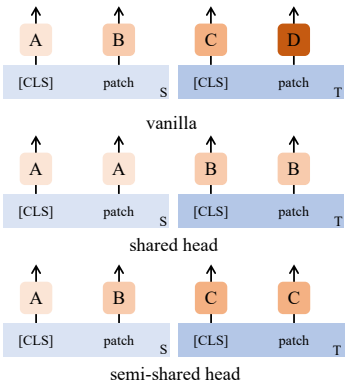 A B C D
[CLS] patch S [CLS] patch T
vanilla
A A B B
[CLS] patch S [CLS] patch T
shared head
A B C C
[CLS] patch S [CLS] patch T
semi-shared head